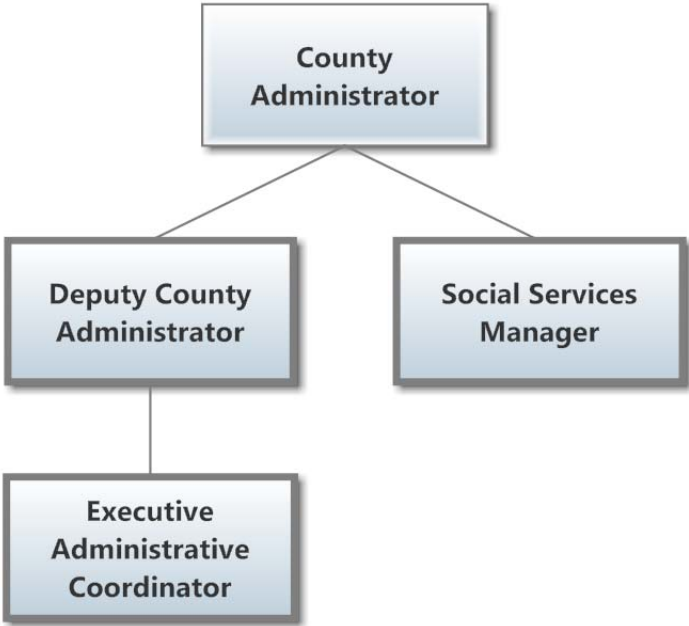 County
Administrator
Deputy County
Administrator
Social Services
Manager
Executive
Administrative
Coordinator